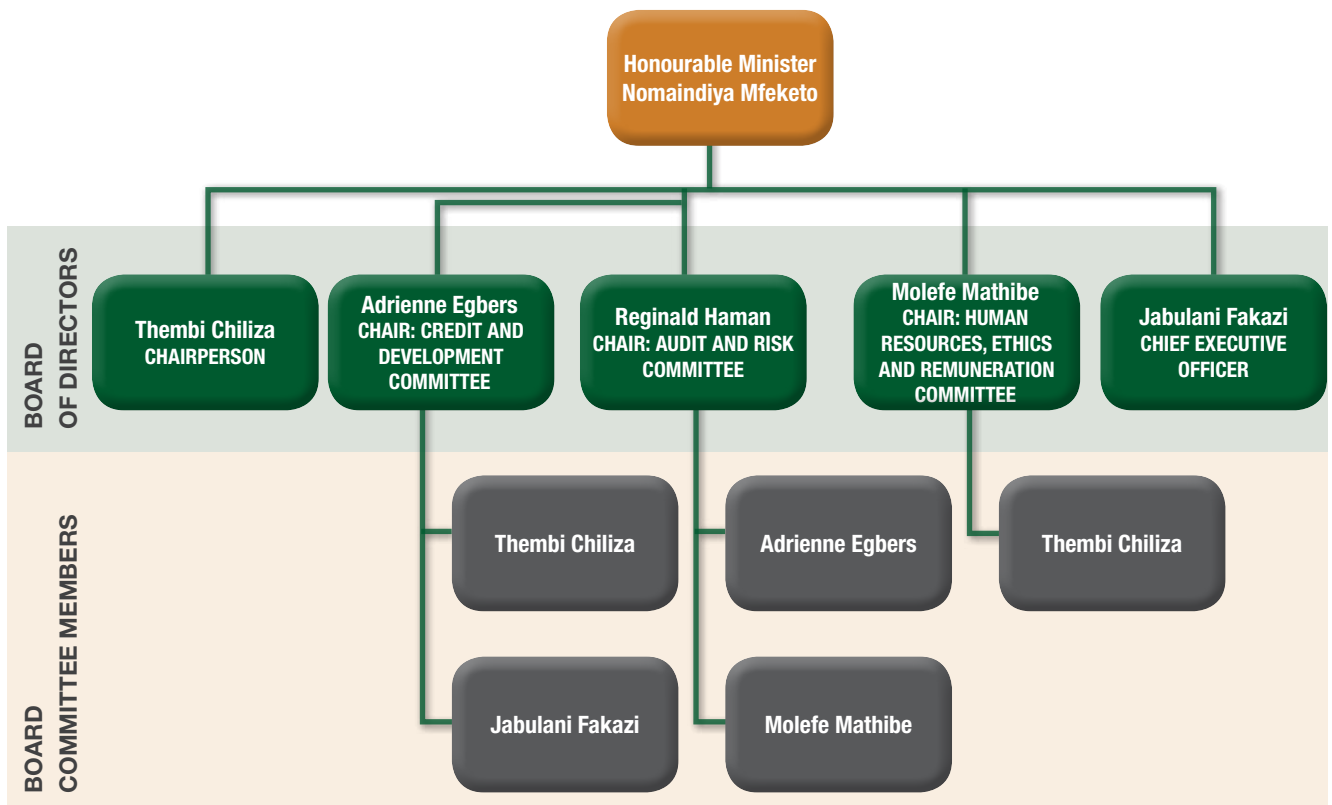 Honourable Minister
Nomaindiya Mfeketo
BOARD
OF DIRECTORS
Thembi Chiliza
CHAIRPERSON
Adrienne Egbers
CHAIR: CREDIT AND
DEVELOPMENT
COMMITTEE
Reginald Haman
CHAIR: AUDIT AND RISK
COMMITTEE
Molefe Mathibe
CHAIR: HUMAN
RESOURCES, ETHICS
AND REMUNERATION
COMMITTEE
Jabulani Fakazi
CHIEF EXECUTIVE
OFFICER
BOARD
COMMITTEE MEMBERS
Thembi Chiliza
Adrienne Egbers
Thembi Chiliza
Jabulani Fakazi
Molefe Mathibe